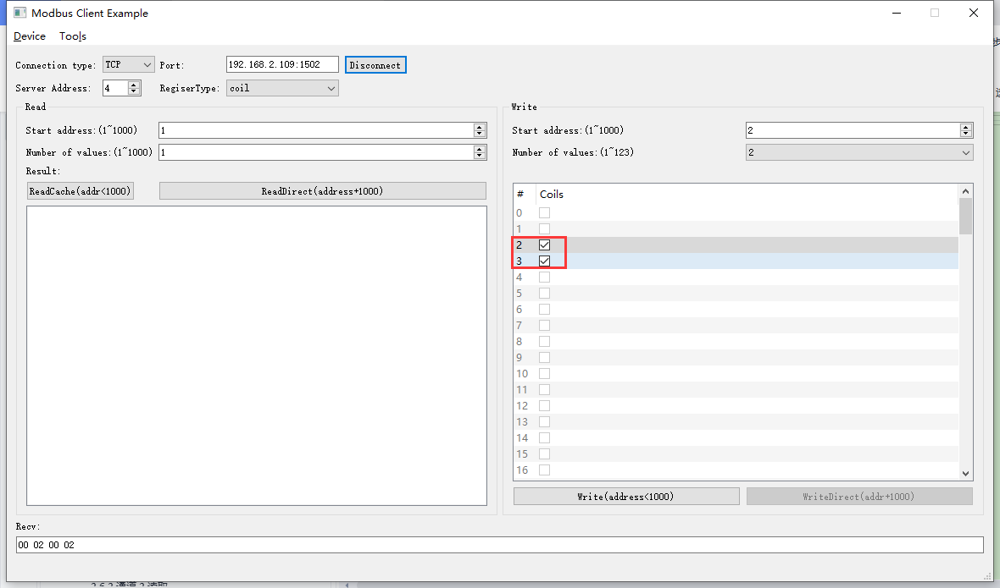 Modbus Client Example
Device Tools
Connection type: TCP Port: 192.168.2.109:1502 Disconnect
Server Address: 4 RegiserType: coil
Read
Start address:(1~1000) 1
Number of values:(1~1000) 1
Result:
ReadCache(addr<1000) ReadDirect(address+1000)
Write
Start address:(1~1000) 2
Number of values:(1~123) 2
# Coils
0
1
2
3
4
5
6
7
8
9
10
11
12
13
14
15
16
Write(address<1000) WriteDirect(addr+1000)
Recv:
00 02 00 02